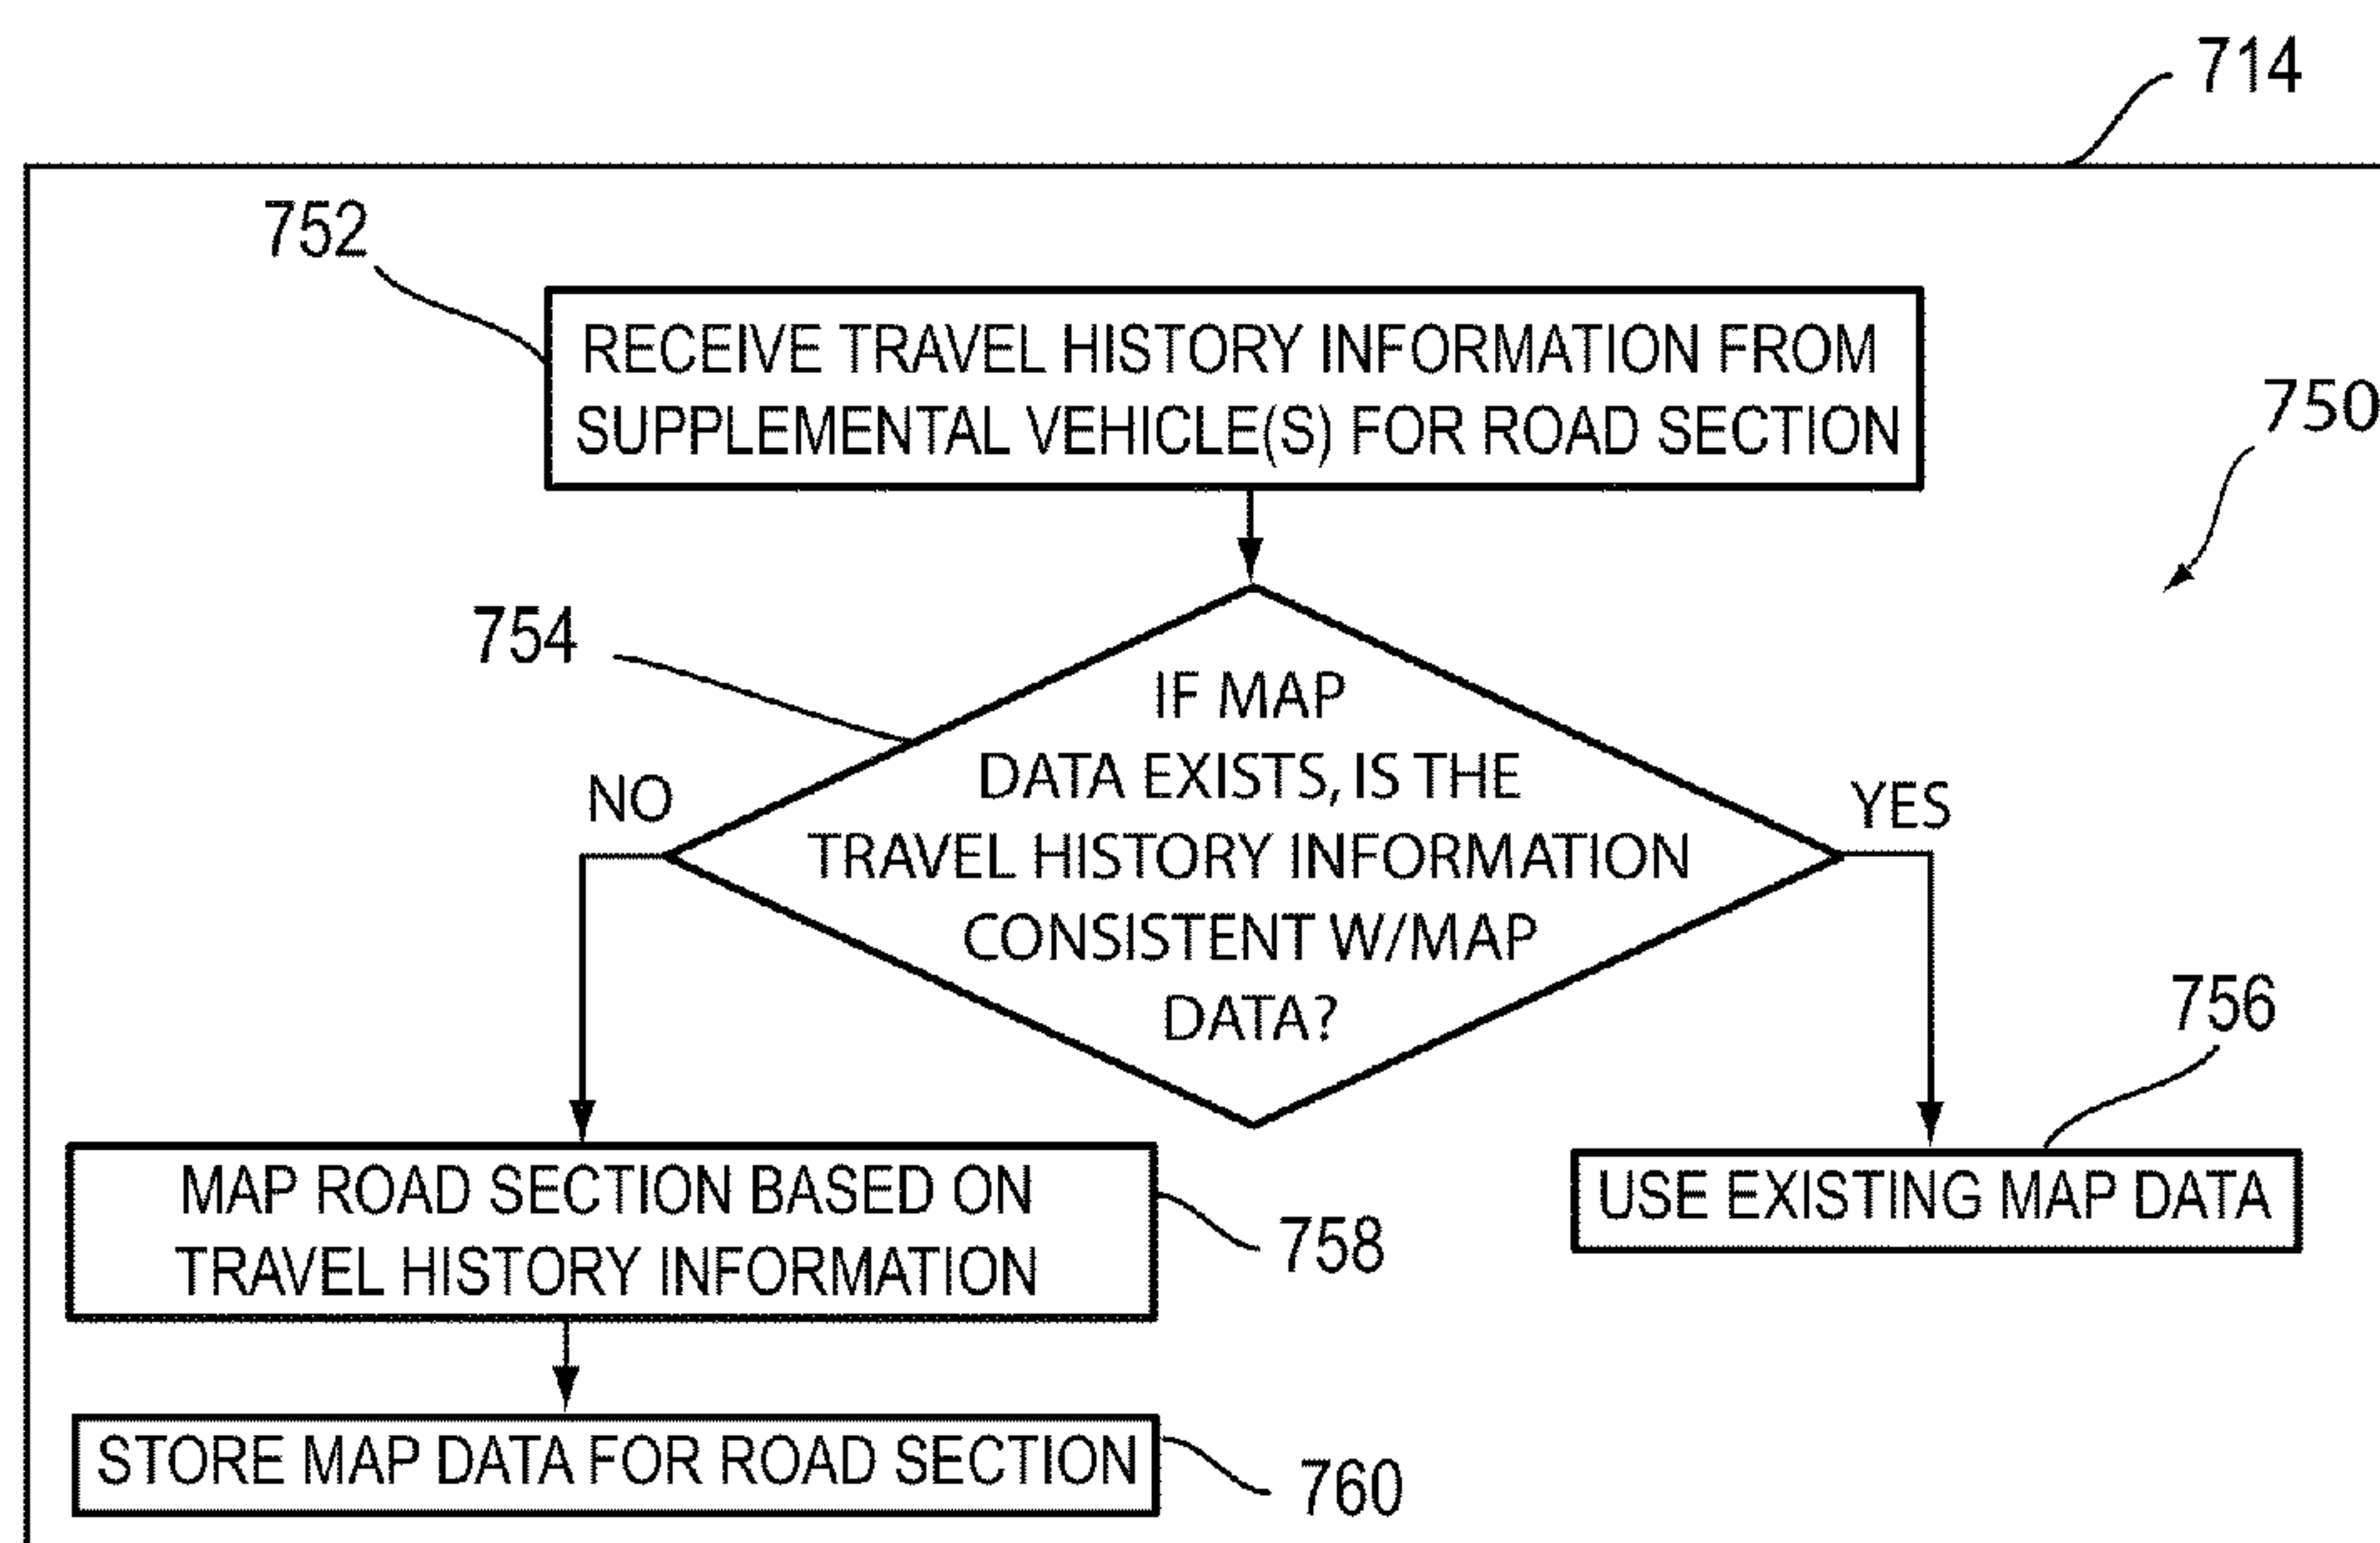 714
752
RECEIVE TRAVEL HISTORY INFORMATION FROM
SUPPLEMENTAL VEHICLE(S) FOR ROAD SECTION
750
754
IF MAP
DATA EXISTS, IS THE
TRAVEL HISTORY INFORMATION
CONSISTENT W/MAP
DATA?
NO
YES
756
MAP ROAD SECTION BASED ON
TRAVEL HISTORY INFORMATION
758
USE EXISTING MAP DATA
STORE MAP DATA FOR ROAD SECTION
760